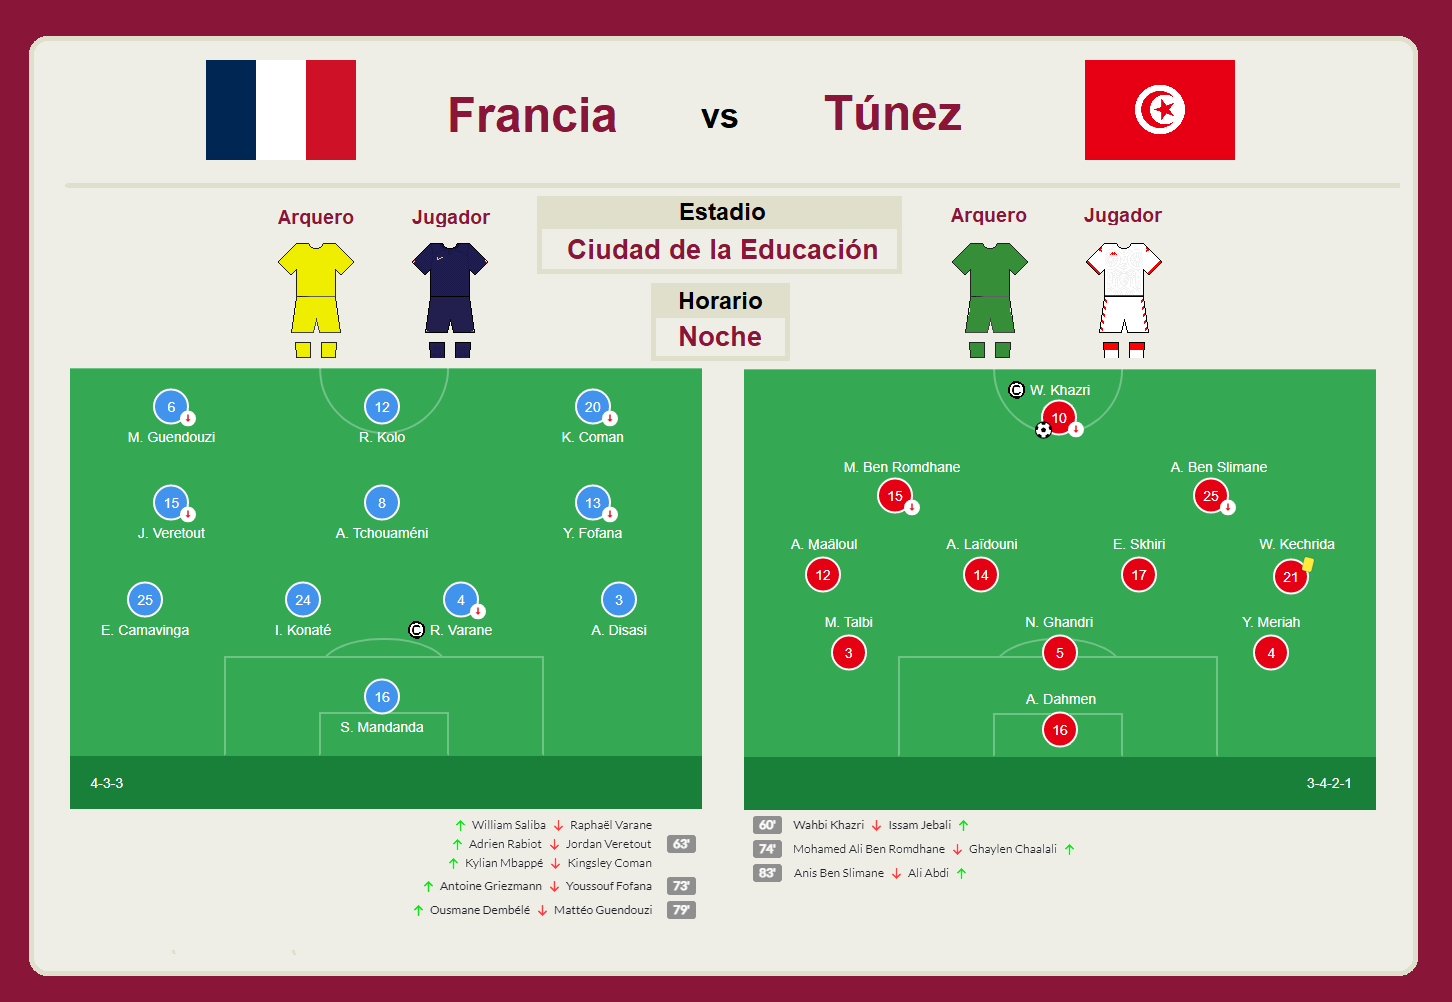 Francia vs Túnez
Arquero Jugador
Estadio
Ciudad de la Educación
Horario
Noche
Arquero Jugador
6 12 20
M. Guendouzi R. Kolo K. Coman
15 8 13
J. Veretout A. Tchouaméni Y. Fofana
25 24 4 3
E. Camavinga I. Konaté C R. Varane A. Disasi
16
S. Mandanda
4-3-3
C W. Khazri
10
M. Ben Romdhane A. Ben Slimane
15 25
A. Maâloul A. Laïdouni E. Skhiri W. Kechrida
12 14 17 21
M. Talbi N. Ghandri Y. Meriah
3 5 4
A. Dahmen
16
3-4-2-1
William Saliba Raphaël Varane
Adrien Rabiot Jordan Veretout 63'
Kylian Mbappé Kingsley Coman
Antoine Griezmann Youssouf Fofana 73'
Ousmane Dembélé Mattéo Guendouzi 79'
60' Wahbi Khazri Issam Jebali
74' Mohamed Ali Ben Romdhane Ghaylen Chaalali
83' Anis Ben Slimane Ali Abdi